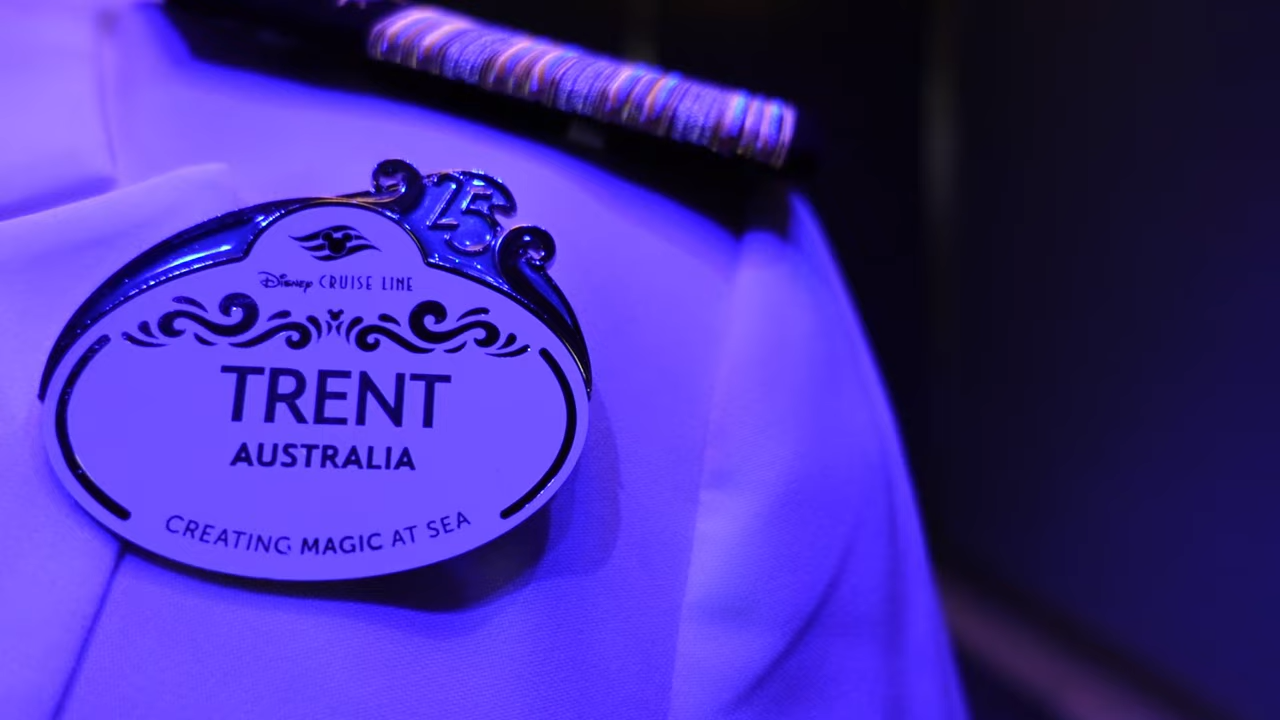 25
Disney CRUISE LINE
TRENT
AUSTRALIA
CREATING MAGIC AT SEA